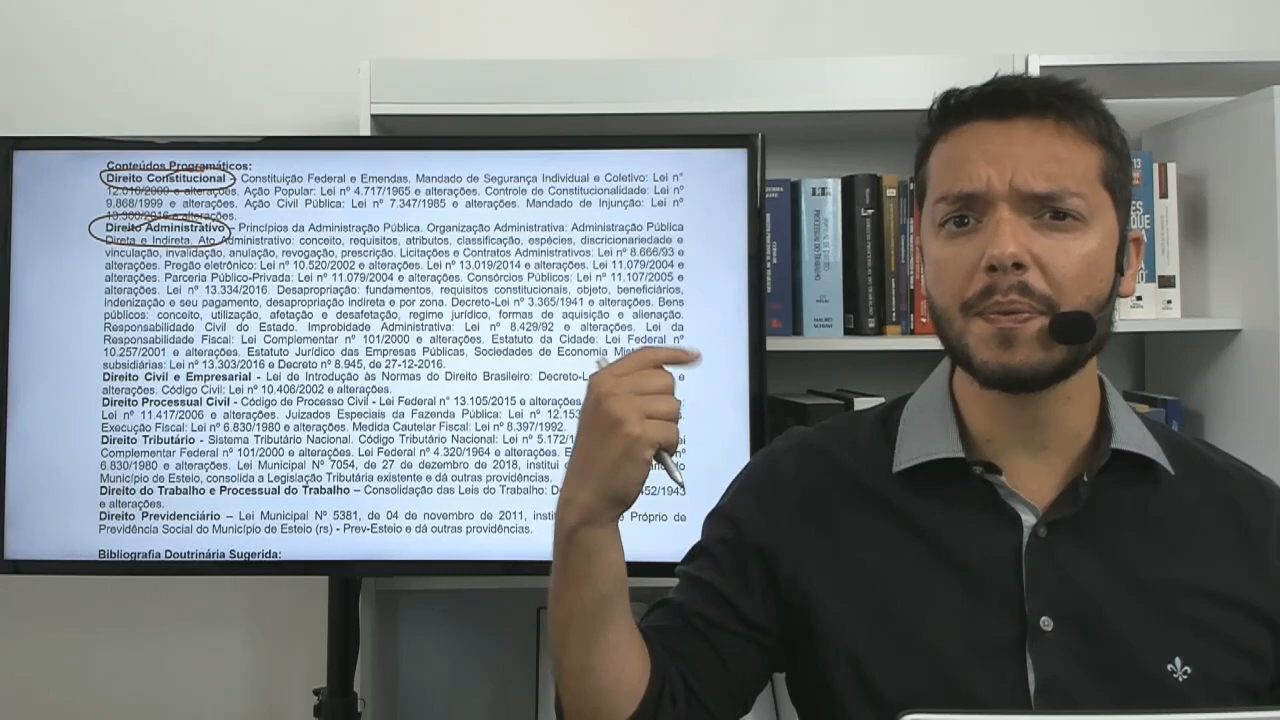 Conteúdos Programáticos:
Direito Constitucional - Constituição Federal e Emendas. Mandado de Segurança Individual e Coletivo: Lei n°
12.016/2009 e alterações. Ação Popular: Lei nº 4.717/1965 e alterações. Controle de Constitucionalidade: Lei nº
9.868/1999 e alterações. Ação Civil Pública: Lei nº 7.347/1985 e alterações. Mandado de Injunção: Lei nº
13.300/2016 e alterações.
Direito Administrativo - Princípios da Administração Pública. Organização Administrativa: Administração Pública
Direta e Indireta. Ato Administrativo: conceito, requisitos, atributos, classificação, espécies, discricionariedade e
vinculação, invalidação, anulação, revogação, prescrição. Licitações e Contratos Administrativos: Lei nº 8.666/93 e
alterações. Pregão eletrônico: Lei nº 10.520/2002 e alterações. Lei nº 13.019/2014 e alterações. Lei 11.079/2004 e
alterações. Parceria Público-Privada: Lei nº 11.079/2004 e alterações. Consórcios Públicos: Lei nº 11.107/2005 e
alterações. Lei nº 13.334/2016. Desapropriação: fundamentos, requisitos constitucionais, objeto, beneficiários,
indenização e seu pagamento, desapropriação indireta e por zona. Decreto-Lei nº 3.365/1941 e alterações. Bens
públicos: conceito, utilização, afetação e desafetação, regime jurídico, formas de aquisição e alienação.
Responsabilidade Civil do Estado. Improbidade Administrativa: Lei nº 8.429/92 e alterações. Lei da
Responsabilidade Fiscal: Lei Complementar nº 101/2000 e alterações. Estatuto da Cidade: Lei Federal nº
10.257/2001 e alterações. Estatuto Jurídico das Empresas Públicas, Sociedades de Economia
subsidiárias: Lei nº 13.303/2016 e Decreto nº 8.945, de 27-12-2016.
Direito Civil e Empresarial - Lei de Introdução às Normas do Direito Brasileiro: e
alterações. Código Civil: Lei nº 10.406/2002 e alterações.
Direito Processual Civil - Código de Processo Civil - Lei Federal n° 13.105/2015
Lei nº 11.417/2006 e alterações. Juizados Especiais da Fazenda Pública: Lei nº
Execução Fiscal: Lei nº 6.830/1980 e alterações. Medida Cautelar Fiscal: Lei nº 8.397/1992.
Direito Tributário - Sistema Tributário Nacional. Código Tributário Nacional: Lei nº
Complementar Federal nº 101/2000 e alterações. Lei Federal nº 4.320/1964 e alterações.
6.830/1980 e alterações. Lei Municipal Nº 7054, de 27 de dezembro de 2018, institui
Município de Esteio, consolida a Legislação Tributária existente e dá outras providências.
Direito do Trabalho e Processual do Trabalho – Consolidação das Leis do Trabalho:
e alterações.
Direito Previdenciário – Lei Municipal Nº 5381, de 04 de novembro de 2011, Próprio de
Previdência Social do Município de Esteio (rs) - Prev-Esteio e dá outras providências.
Bibliografia Doutrinária Sugerida: